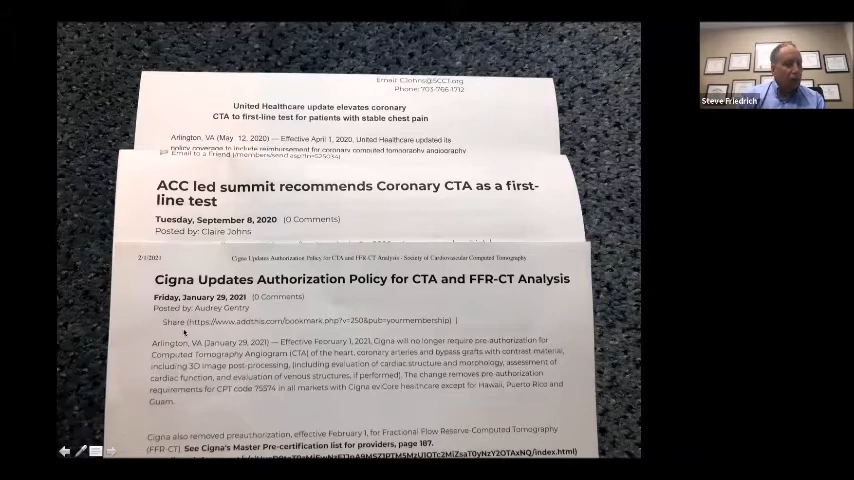 Email: CJohns@SCCT.org
Phone: 703-766-1712
United Healthcare update elevates coronary
CTA to first-line test for patients with stable chest pain
Arlington, VA (May 12, 2020) — Effective April 1, 2020, United Healthcare updated its
policy coverage to include reimbursement for coronary computed tomography angiography
Email to a Friend (/members/send.asp?ln=525034)
ACC led summit recommends Coronary CTA as a first-
line test
Tuesday, September 8, 2020 (0 Comments)
Posted by: Claire Johns
2/1/2021 Cigna Updates Authorization Policy for CTA and FFR-CT Analysis - Society of Cardiovascular Computed Tomography
Cigna Updates Authorization Policy for CTA and FFR-CT Analysis
Friday, January 29, 2021 (0 Comments)
Posted by: Audrey Gentry
Share (https://www.addthis.com/bookmark.php?v=250&pub=yourmembership) |
Arlington, VA (January 29, 2021) — Effective February 1, 2021, Cigna will no longer require pre-authorization for
Computed Tomography Angiogram (CTA) of the heart, coronary arteries and bypass grafts with contrast material,
including 3D image post-processing, (including evaluation of cardiac structure and morphology, assessment of
cardiac function, and evaluation of venous structures, if performed). The change removes pre-authorization
requirements for CPT code 75574 in all markets with Cigna eviCore healthcare except for Hawaii, Puerto Rico and
Guam.
Cigna also removed preauthorization, effective February 1, for Fractional Flow Reserve-Computed Tomography
(FFR-CT). See Cigna's Master Pre-certification list for providers, page 187.
Steve Friedrich